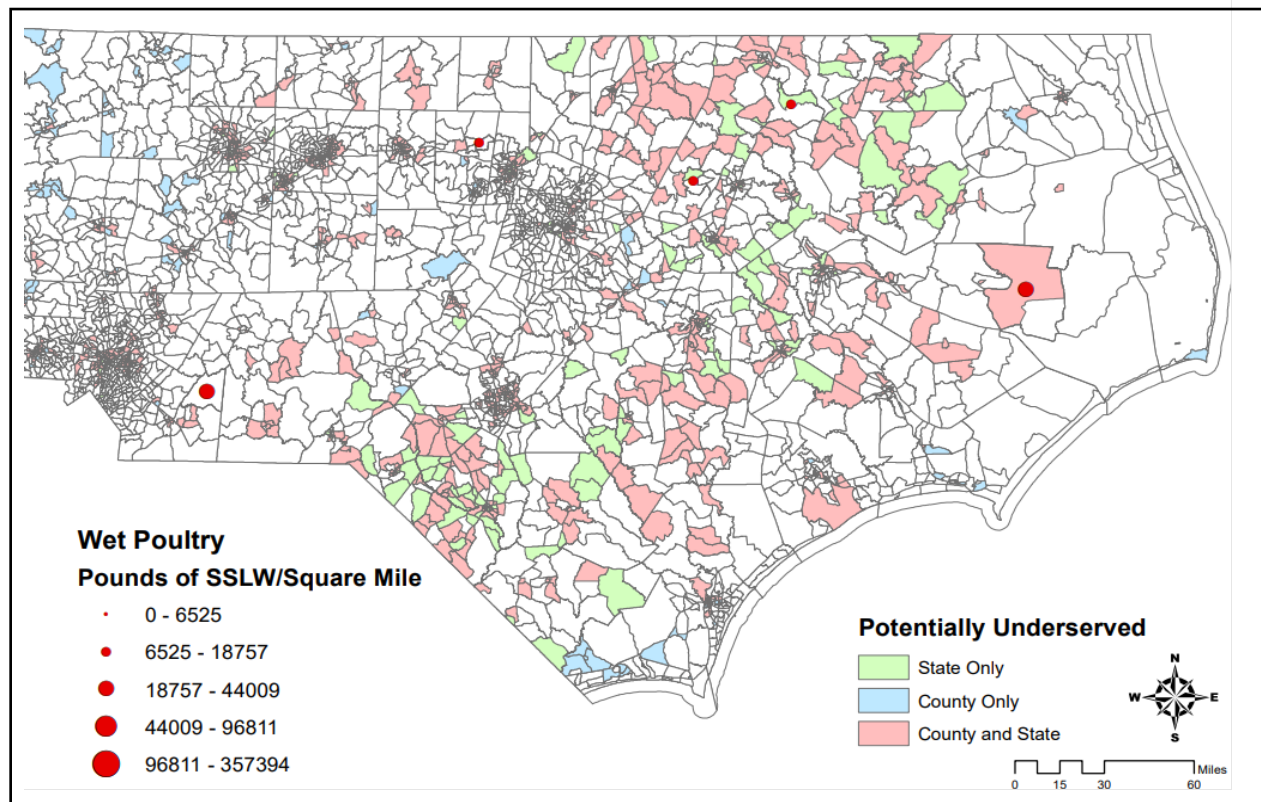 Wet Poultry
Pounds of SSLW/Square Mile
0 - 6525
6525 - 18757
18757 - 44009
44009 - 96811
96811 - 357394
Potentially Underserved
State Only
County Only
County and State
N
W E
S
Miles
0 15 30 60